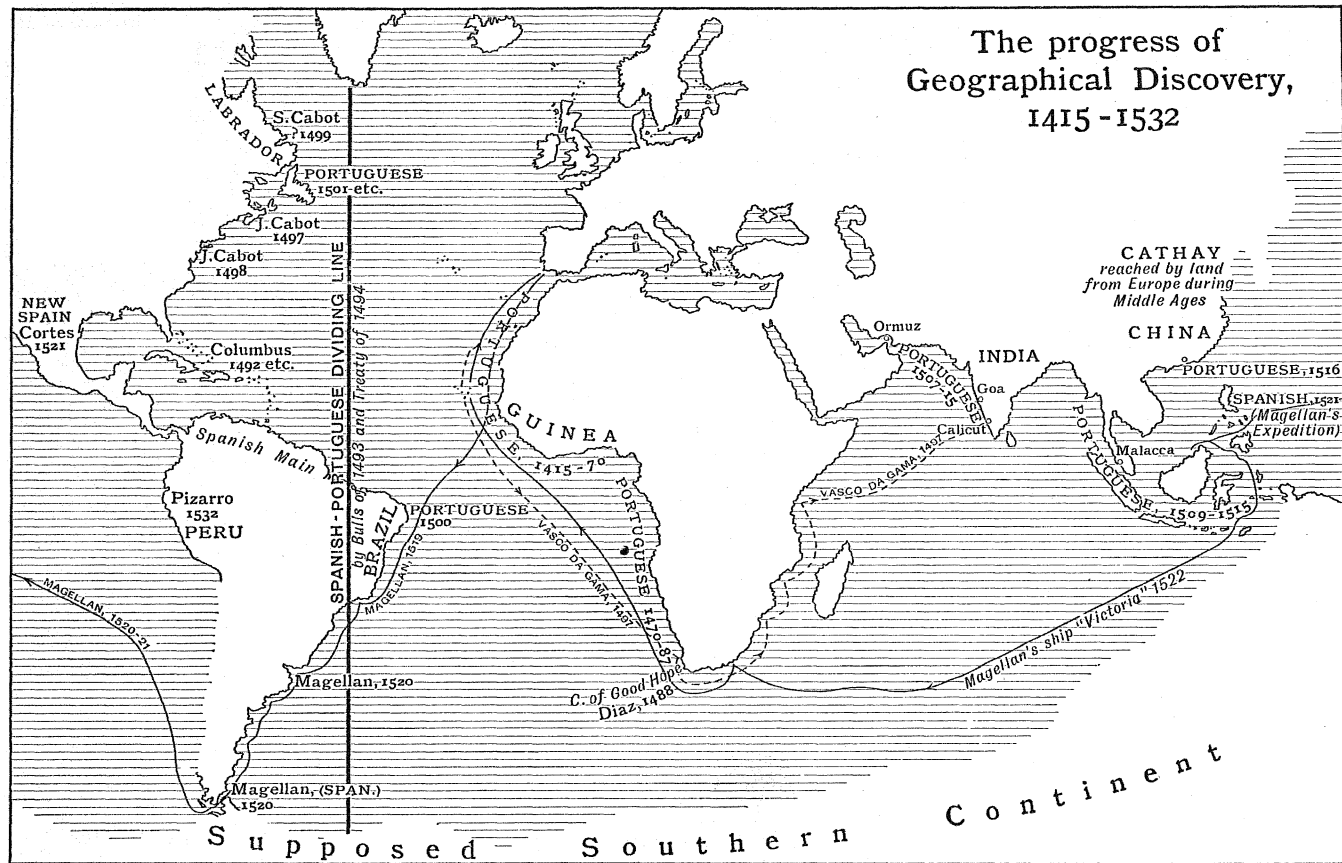 The progress of
Geographical Discovery,
1415-1532
LABRADOR
S. Cabot
?1499
PORTUGUESE
1501 etc.
J. Cabot
1497
J. Cabot
1498
NEW
SPAIN
Cortes
1521
Columbus
1492 etc.
Spanish Main
Pizarro
1532
PERU
SPANISH-PORTUGUESE DIVIDING LINE
by Bulls of 1493 and Treaty of 1494
BRAZIL
PORTUGUESE
1500
MAGELLAN, 1519
MAGELLAN, 1520-21
Magellan, 1520
Magellan, (SPAN.)
1520
PORTUGUESE, 1415-70
GUINEA
PORTUGUESE 1470-87
VASCO DA GAMA, 1497
C. of Good Hope
Diaz, 1488
VASCO DA GAMA, 1497
Ormuz
PORTUGUESE
1507-15
INDIA
Goa
Calicut
CATHAY
reached by land
from Europe during
Middle Ages
CHINA
PORTUGUESE, 1516
SPANISH, 1521
(Magellan's
Expedition)
Malacca
PORTUGUESE, 1509-1515
Magellan's ship "Victoria" 1522
Supposed Southern Continent